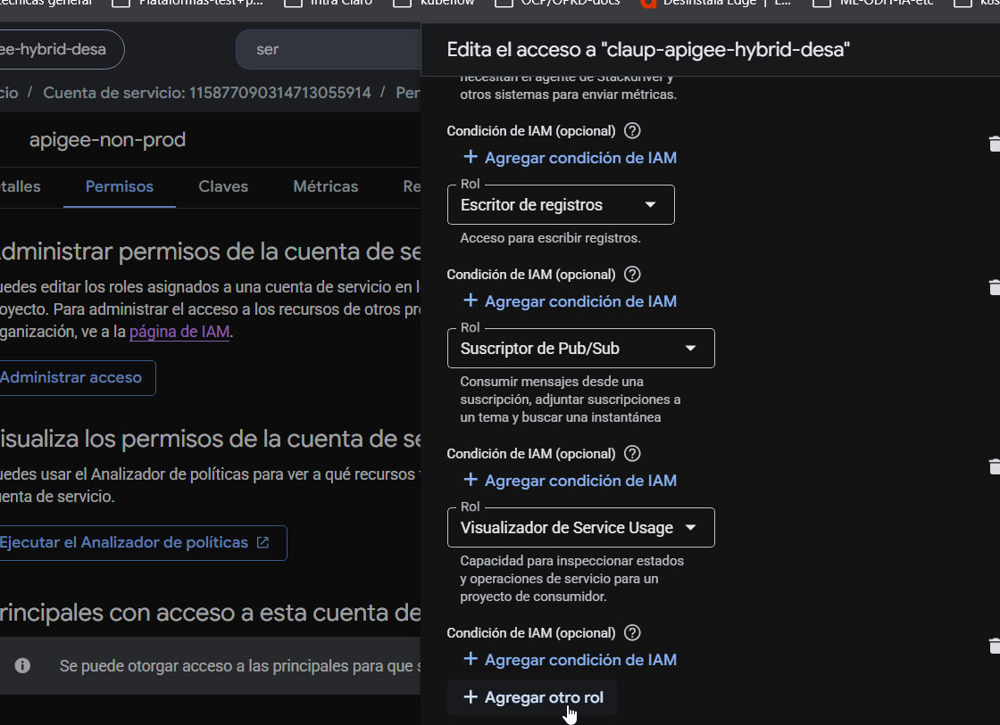 técnicas general Plataformas-test+p... Intra Claro kubeflow OCP/OPKD-docs Desinstala Edge | E... ML-ODH-IA-etc k8s
ee-hybrid-desa
ser
cio / Cuenta de servicio: 115877090314713055914 / Per
apigee-non-prod
talles Permisos Claves Métricas Re
dministrar permisos de la cuenta de se
uedes editar los roles asignados a una cuenta de servicio en l
oyecto. Para administrar el acceso a los recursos de otros pr
ganización, ve a la página de IAM.
Administrar acceso
isualiza los permisos de la cuenta de se
uedes usar el Analizador de políticas para ver a qué recursos
enta de servicio.
Ejecutar el Analizador de políticas
rincipales con acceso a esta cuenta de
Se puede otorgar acceso a las principales para que s
Edita el acceso a "claup-apigee-hybrid-desa"
necesitan el agente de Stackdriver y
otros sistemas para enviar métricas.
Condición de IAM (opcional) ?
+ Agregar condición de IAM
Rol
Escritor de registros
Acceso para escribir registros.
Condición de IAM (opcional) ?
+ Agregar condición de IAM
Rol
Suscriptor de Pub/Sub
Consumir mensajes desde una
suscripción, adjuntar suscripciones a
un tema y buscar una instantánea
Condición de IAM (opcional) ?
+ Agregar condición de IAM
Rol
Visualizador de Service Usage
Capacidad para inspeccionar estados
y operaciones de servicio para un
proyecto de consumidor.
Condición de IAM (opcional) ?
+ Agregar condición de IAM
+ Agregar otro rol